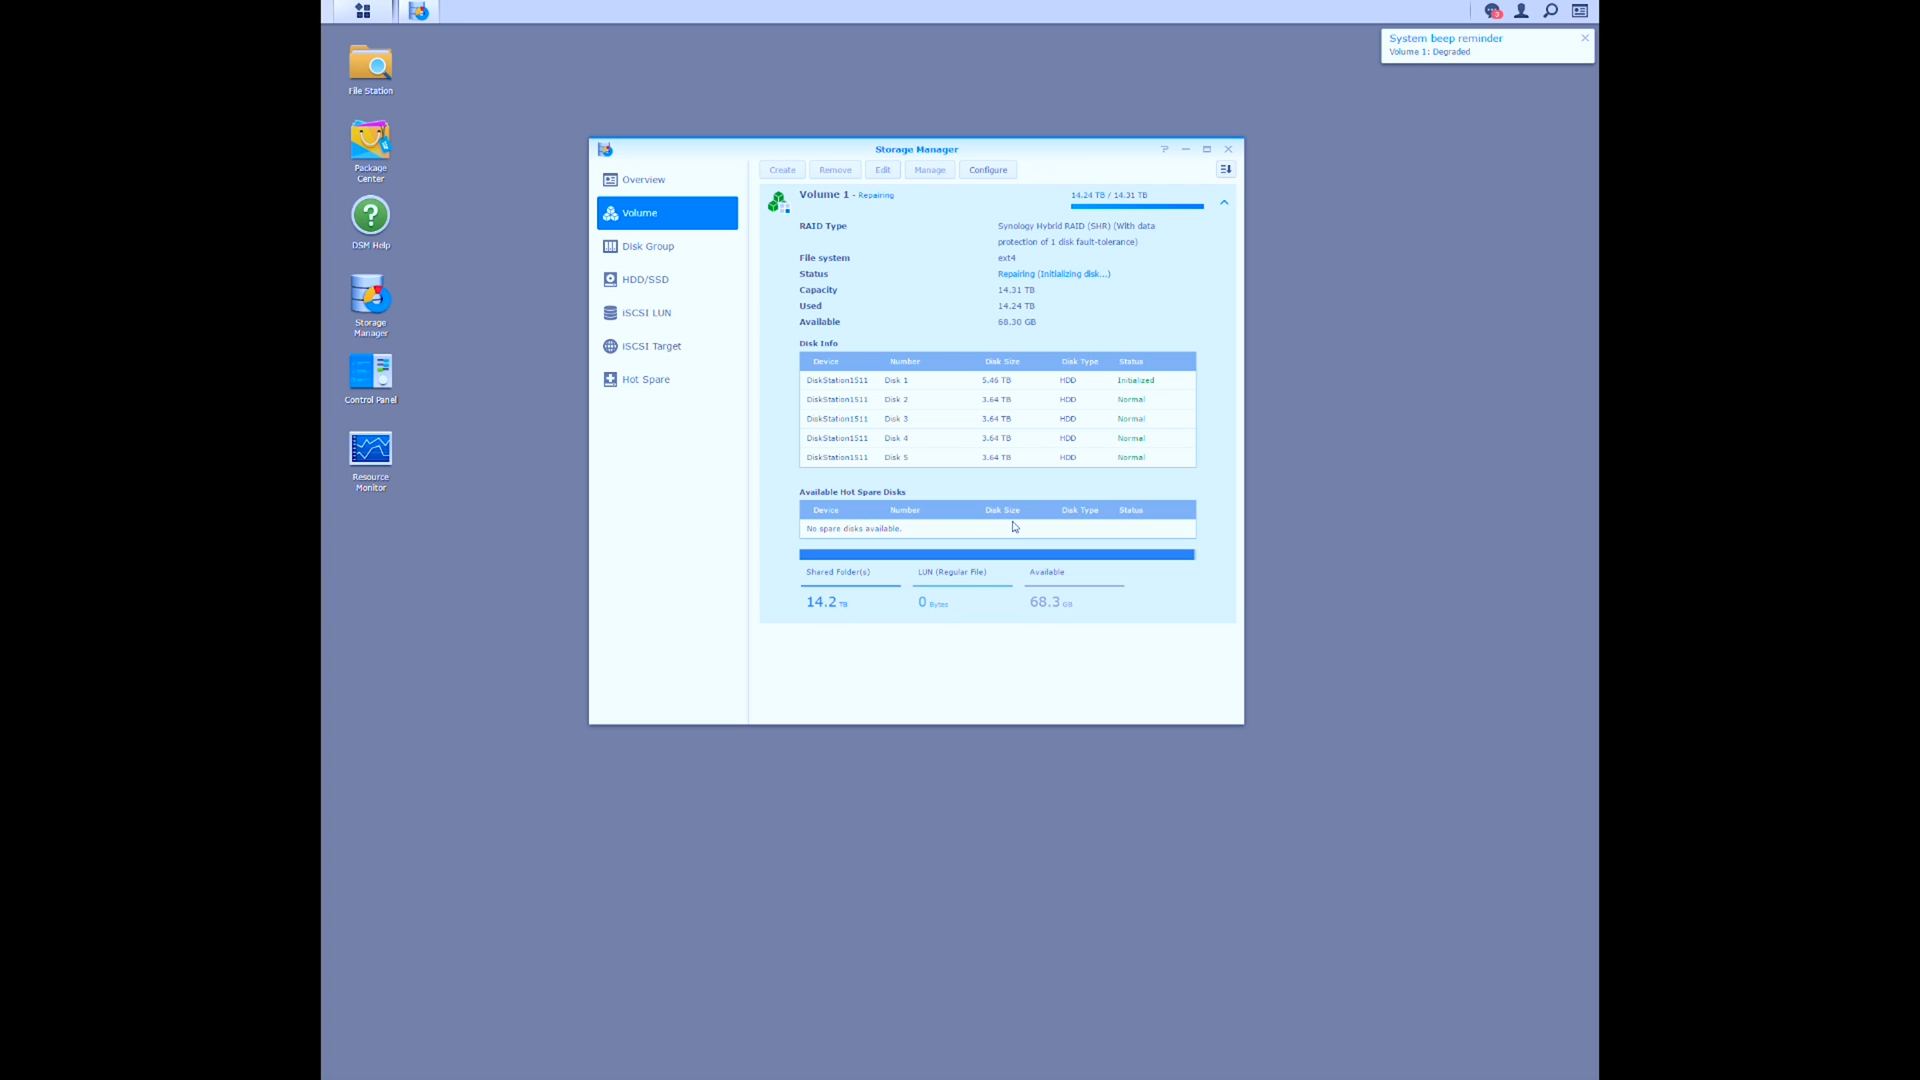 System beep reminder
Volume 1: Degraded
File Station
Package
Center
DSM Help
Storage
Manager
Control Panel
Resource
Monitor
Storage Manager
Overview
Volume
Disk Group
HDD/SSD
iSCSI LUN
iSCSI Target
Hot Spare
Create Remove Edit Manage Configure
Volume 1 - Repairing 14.24 TB / 14.31 TB
RAID Type Synology Hybrid RAID (SHR) (With data
protection of 1 disk fault-tolerance)
File system ext4
Status Repairing (Initializing disk...)
Capacity 14.31 TB
Used 14.24 TB
Available 68.30 GB
Disk Info
Device Number Disk Size Disk Type Status
DiskStation1511 Disk 1 5.46 TB HDD Initialized
DiskStation1511 Disk 2 3.64 TB HDD Normal
DiskStation1511 Disk 3 3.64 TB HDD Normal
DiskStation1511 Disk 4 3.64 TB HDD Normal
DiskStation1511 Disk 5 3.64 TB HDD Normal
Available Hot Spare Disks
Device Number Disk Size Disk Type Status
No spare disks available.
Shared Folder(s) LUN (Regular File) Available
14.2 TB 0 Bytes 68.3 GB